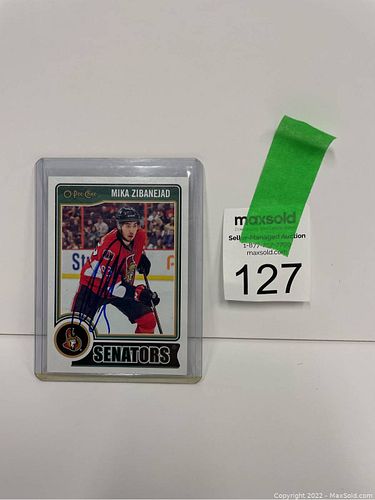 O-Pee-Chee
MIKA ZIBANEJAD
SENATORS
maxsold
Seller-Managed Auction
maxsold.com
127
Copyright 2022 - MaxSold.com